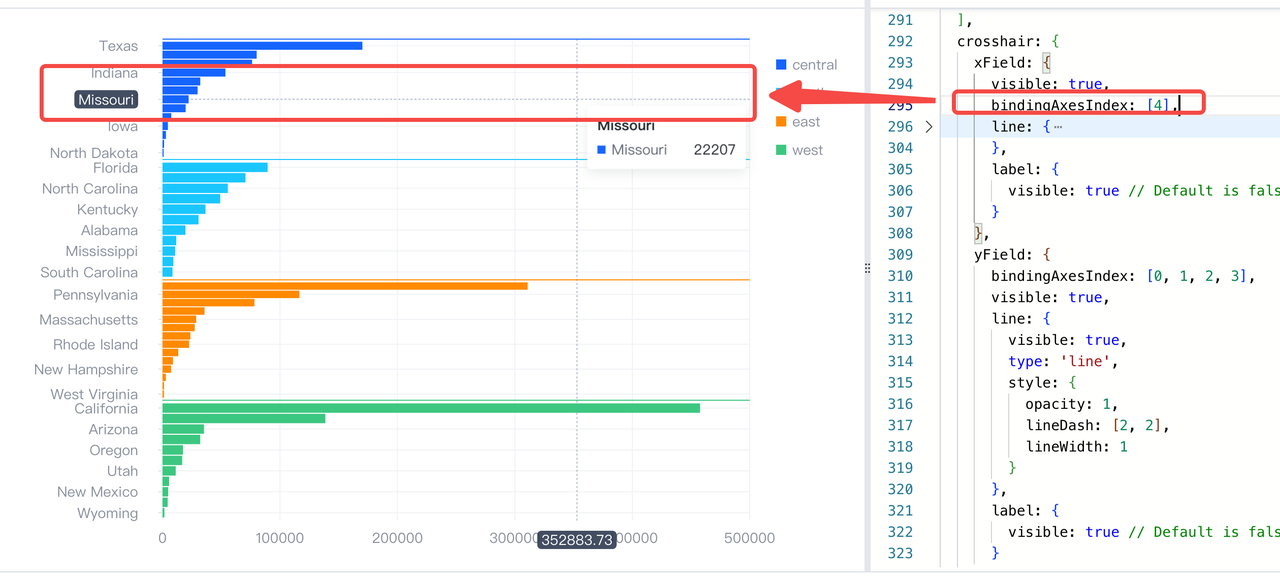 Texas
Indiana
Missouri
Iowa
North Dakota
Florida
North Carolina
Kentucky
Alabama
Mississippi
South Carolina
Pennsylvania
Massachusetts
Rhode Island
New Hampshire
West Virginia
California
Arizona
Oregon
Utah
New Mexico
Wyoming
0
100000
200000
300000
352883.73
500000
central
east
west
Missouri
Missouri 22207
291 ],
292 crosshair: {
293 xField: {
294 visible: true,
295 bindingAxesIndex: [4],
296 line: { ⋯
304 },
305 label: {
306 visible: true // Default is fals
307 }
308 },
309 yField: {
310 bindingAxesIndex: [0, 1, 2, 3],
311 visible: true,
312 line: {
313 visible: true,
314 type: 'line',
315 style: {
316 opacity: 1,
317 lineDash: [2, 2],
318 lineWidth: 1
319 }
320 },
321 label: {
322 visible: true // Default is fals
323 }